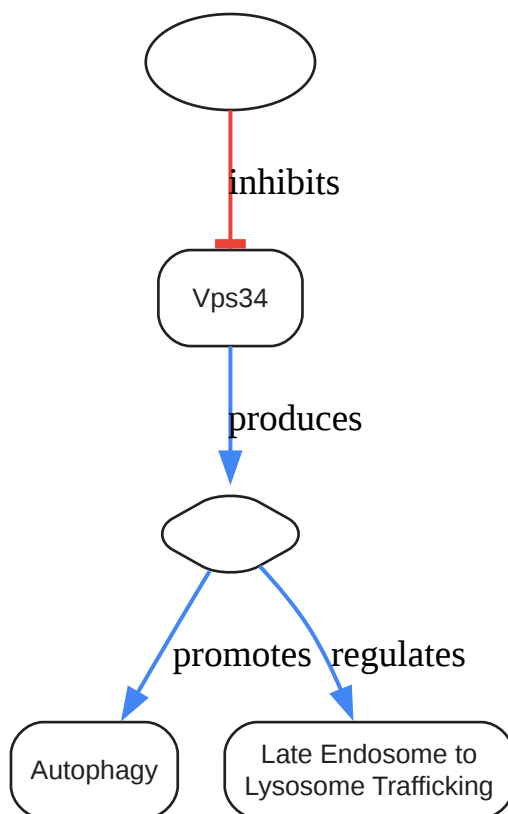 inhibits
Vps34
produces
promotes
regulates
Autophagy
Late Endosome to
Lysosome Trafficking